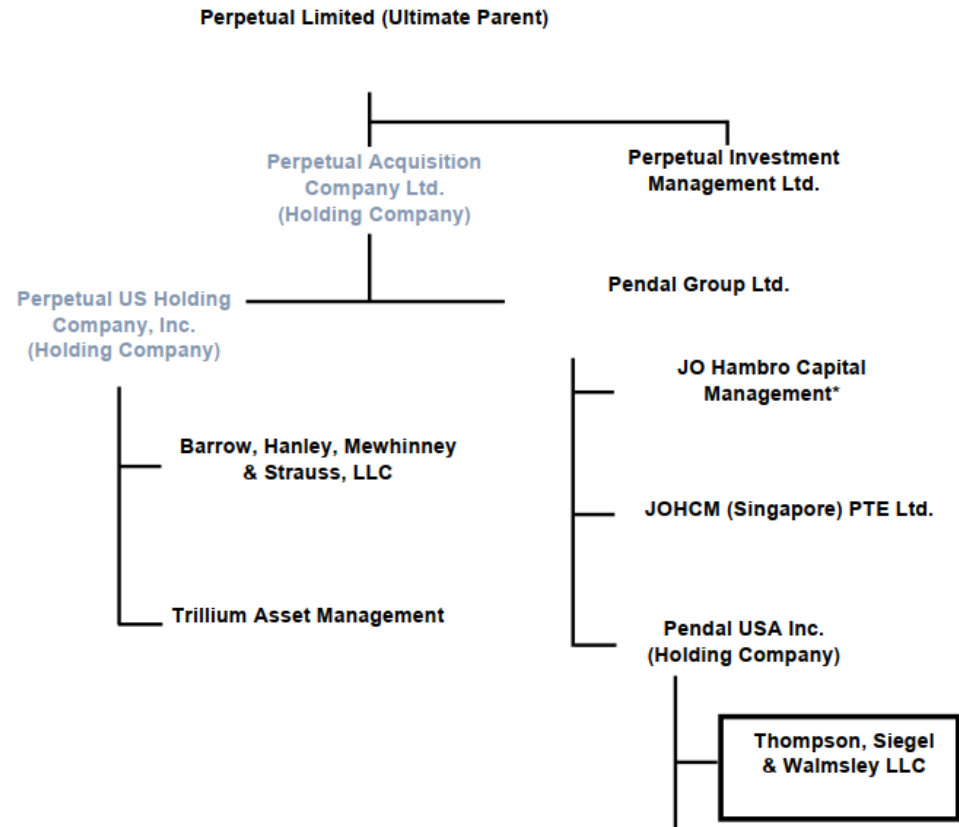 Perpetual Limited (Ultimate Parent)
Perpetual Acquisition
Company Ltd.
(Holding Company)
Perpetual Investment
Management Ltd.
Perpetual US Holding
Company, Inc.
(Holding Company)
Pendal Group Ltd.
JO Hambro Capital
Management*
Barrow, Hanley, Mewhinney
& Strauss, LLC
JOHCM (Singapore) PTE Ltd.
Trillium Asset Management
Pendal USA Inc.
(Holding Company)
Thompson, Siegel
& Walmsley LLC